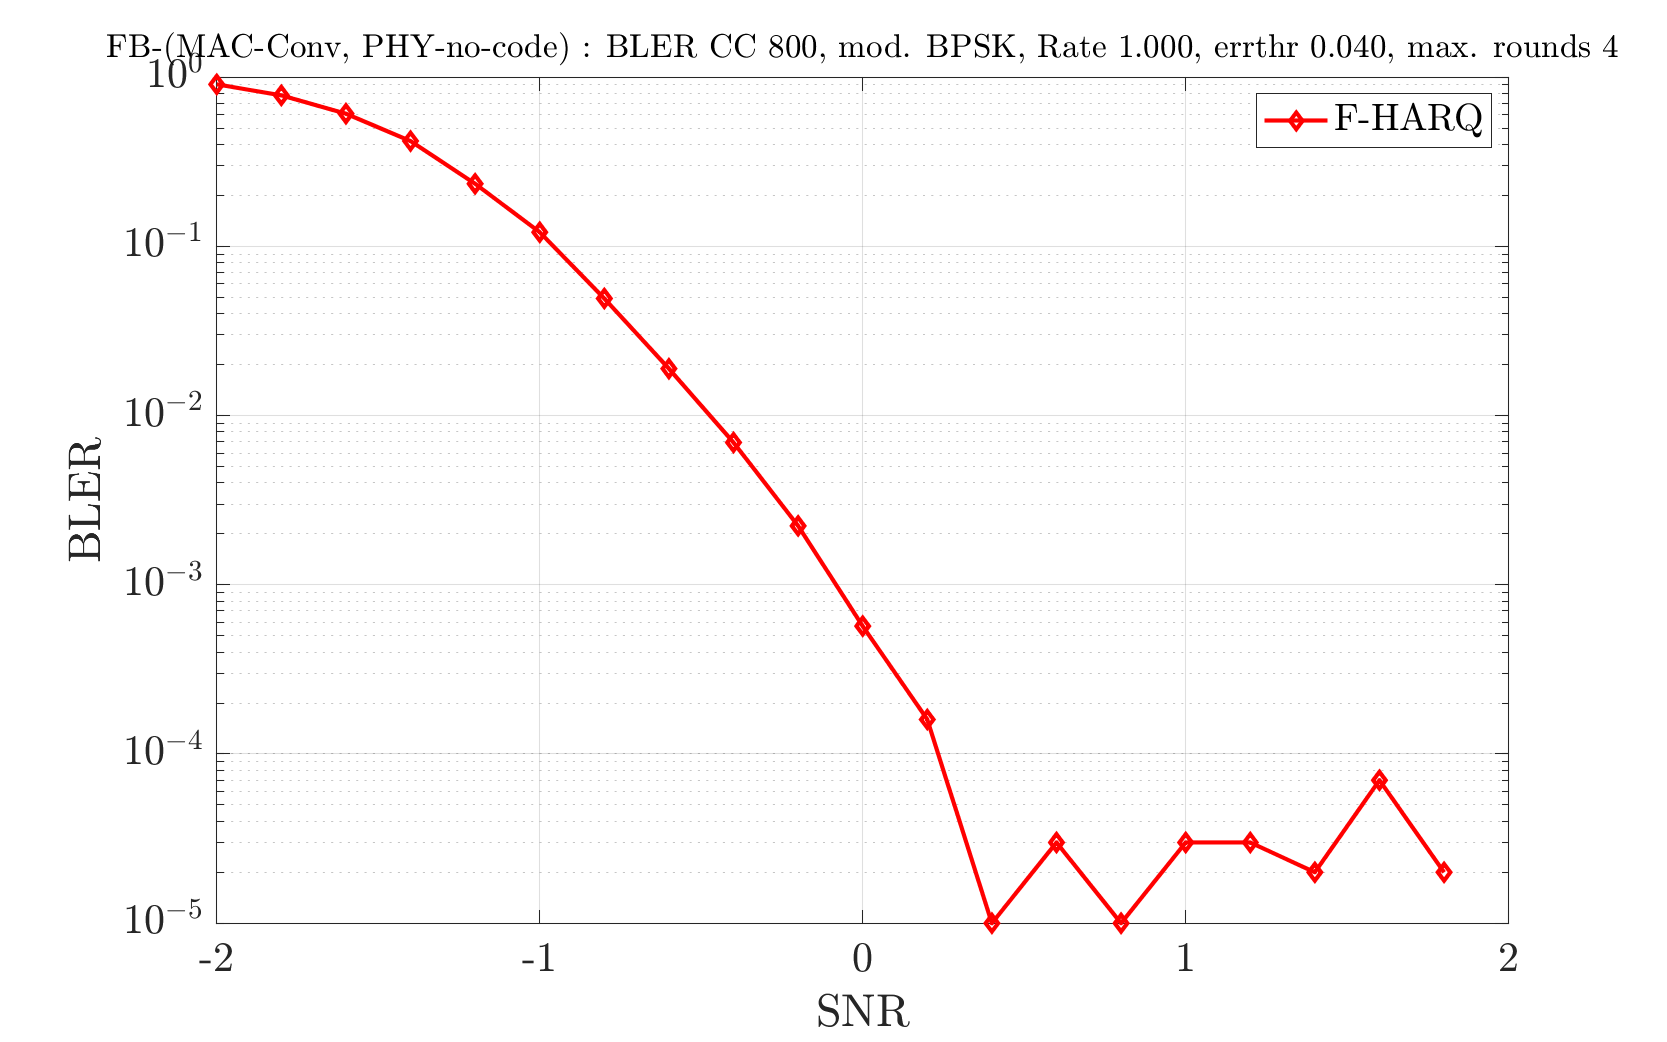 FB-(MAC-Conv, PHY-no-code) : BLER CC 800, mod. BPSK, Rate 1.000, errthr 0.040, max. rounds 4
10^0
F-HARQ
10^-1
10^-2
BLER
10^-3
10^-4
10^-5
-2 -1 0 1 2
SNR